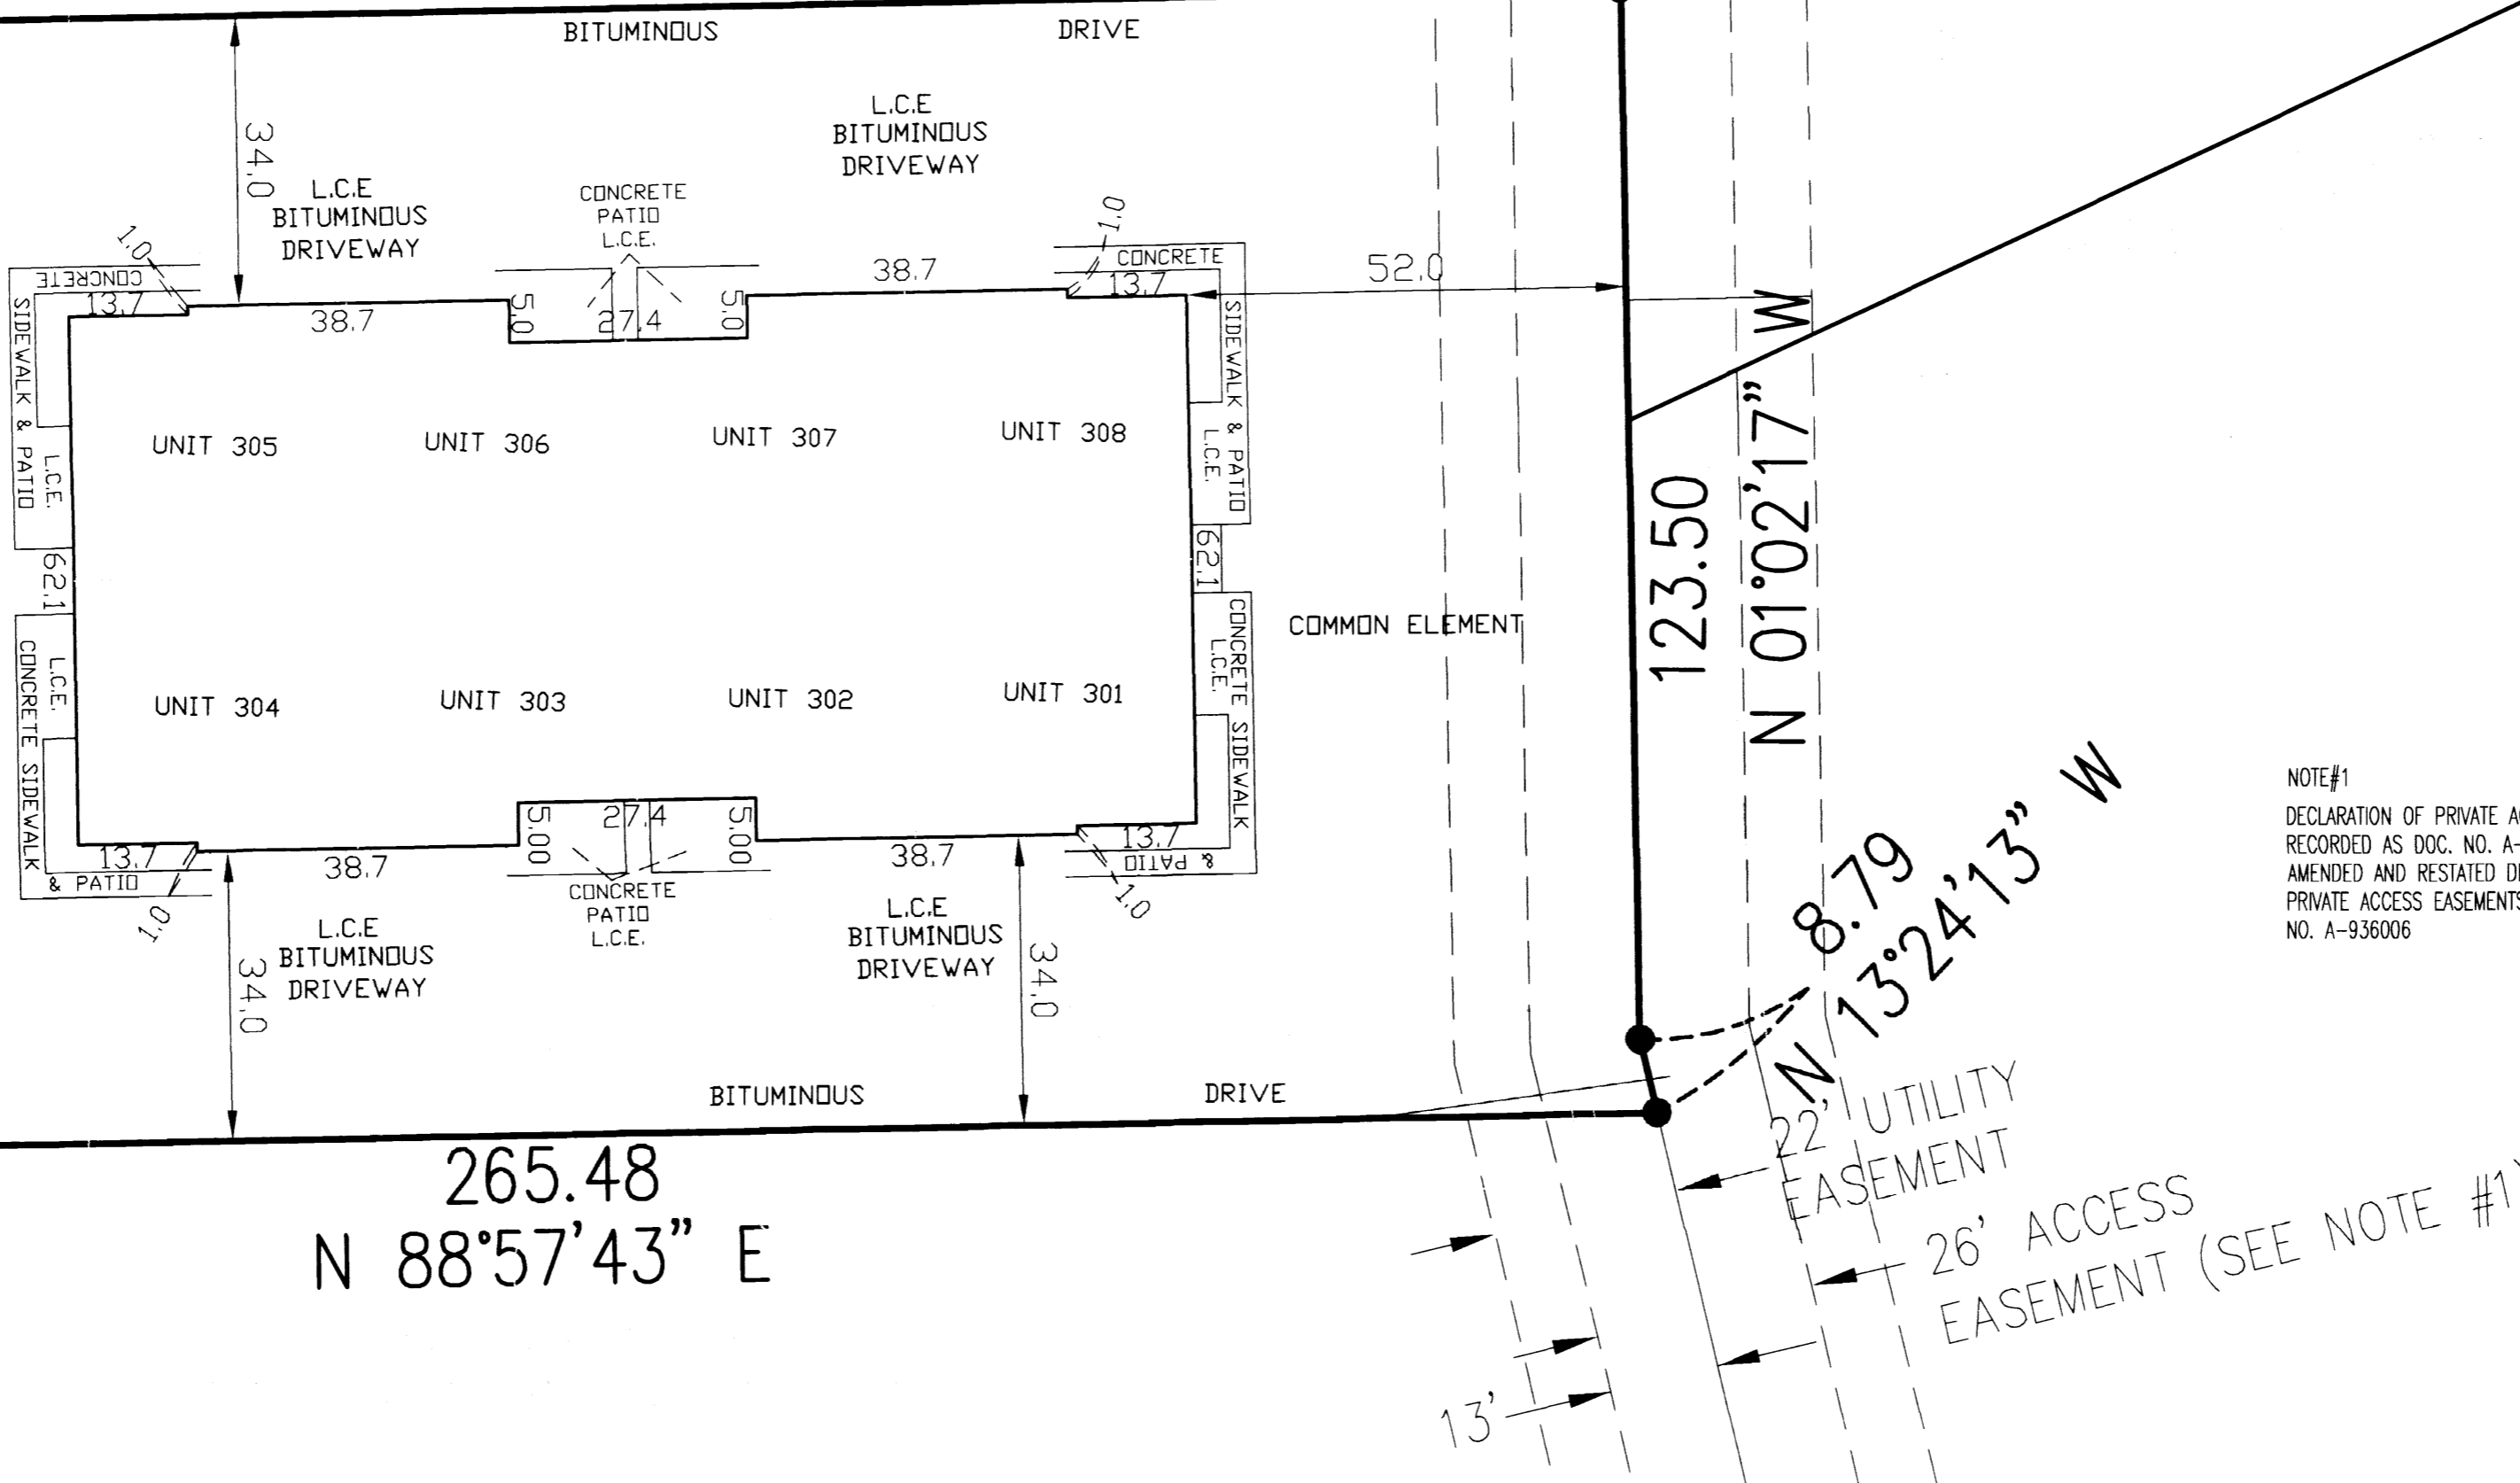 BITUMINOUS DRIVE
34.0
L.C.E
BITUMINOUS
DRIVEWAY
L.C.E
BITUMINOUS
DRIVEWAY
CONCRETE
PATIO
L.C.E.
1.0
1.0
CONCRETE
13.7
38.7
5.0
27.4
5.0
38.7
CONCRETE
13.7
52.0
SIDEWALK & PATIO
L.C.E.
SIDEWALK & PATIO
L.C.E.
UNIT 305
UNIT 306
UNIT 307
UNIT 308
62.1
62.1
COMMON ELEMENT
123.50
N 01°02'17" W
L.C.E.
CONCRETE SIDEWALK
L.C.E.
CONCRETE SIDEWALK
UNIT 304
UNIT 303
UNIT 302
UNIT 301
13.7
& PATIO
1.0
38.7
5.00
27.4
5.00
38.7
13.7
& PATIO
1.0
CONCRETE
PATIO
L.C.E.
34.0
L.C.E
BITUMINOUS
DRIVEWAY
L.C.E
BITUMINOUS
DRIVEWAY
34.0
BITUMINOUS DRIVE
8.79
N 13°24'13" W
NOTE#1
DECLARATION OF PRIVATE
RECORDED AS DOC. NO. A-
AMENDED AND RESTATED
PRIVATE ACCESS EASEMENTS
NO. A-936006
265.48
N 88°57'43" E
22' UTILITY
EASEMENT
26' ACCESS
EASEMENT (SEE NOTE #1)
13'